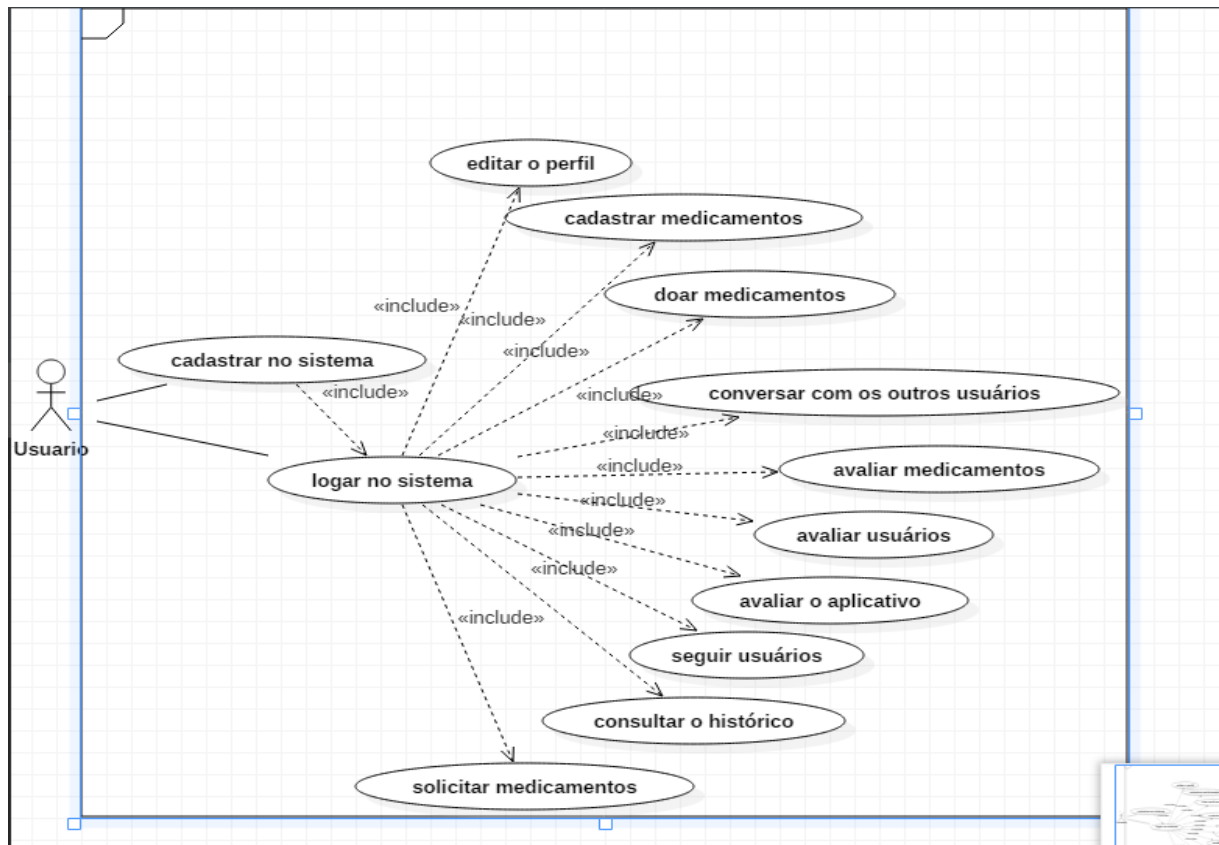 editar o perfil
cadastrar medicamentos
doar medicamentos
«include»
«include»
«include»
cadastrar no sistema
«include»
«include»
conversar com os outros usuários
«include»
Usuario
«include»
avaliar medicamentos
logar no sistema
«include»
avaliar usuários
«include»
«include»
avaliar o aplicativo
«include»
seguir usuários
consultar o histórico
solicitar medicamentos